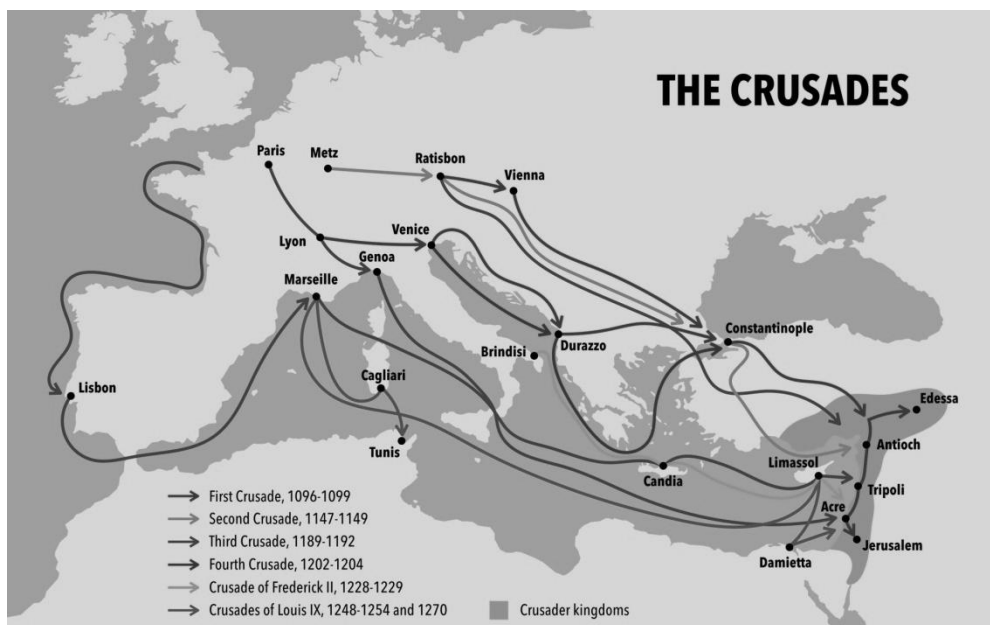 THE CRUSADES
Paris
Metz
Ratisbon
Vienna
Lyon
Venice
Genoa
Marseille
Constantinople
Durazzo
Brindisi
Lisbon
Cagliari
Edessa
Antioch
Tunis
Limassol
Candia
Tripoli
Acre
Jerusalem
Damietta
First Crusade, 1096-1099
Second Crusade, 1147-1149
Third Crusade, 1189-1192
Fourth Crusade, 1202-1204
Crusade of Frederick II, 1228-1229
Crusades of Louis IX, 1248-1254 and 1270
Crusader kingdoms